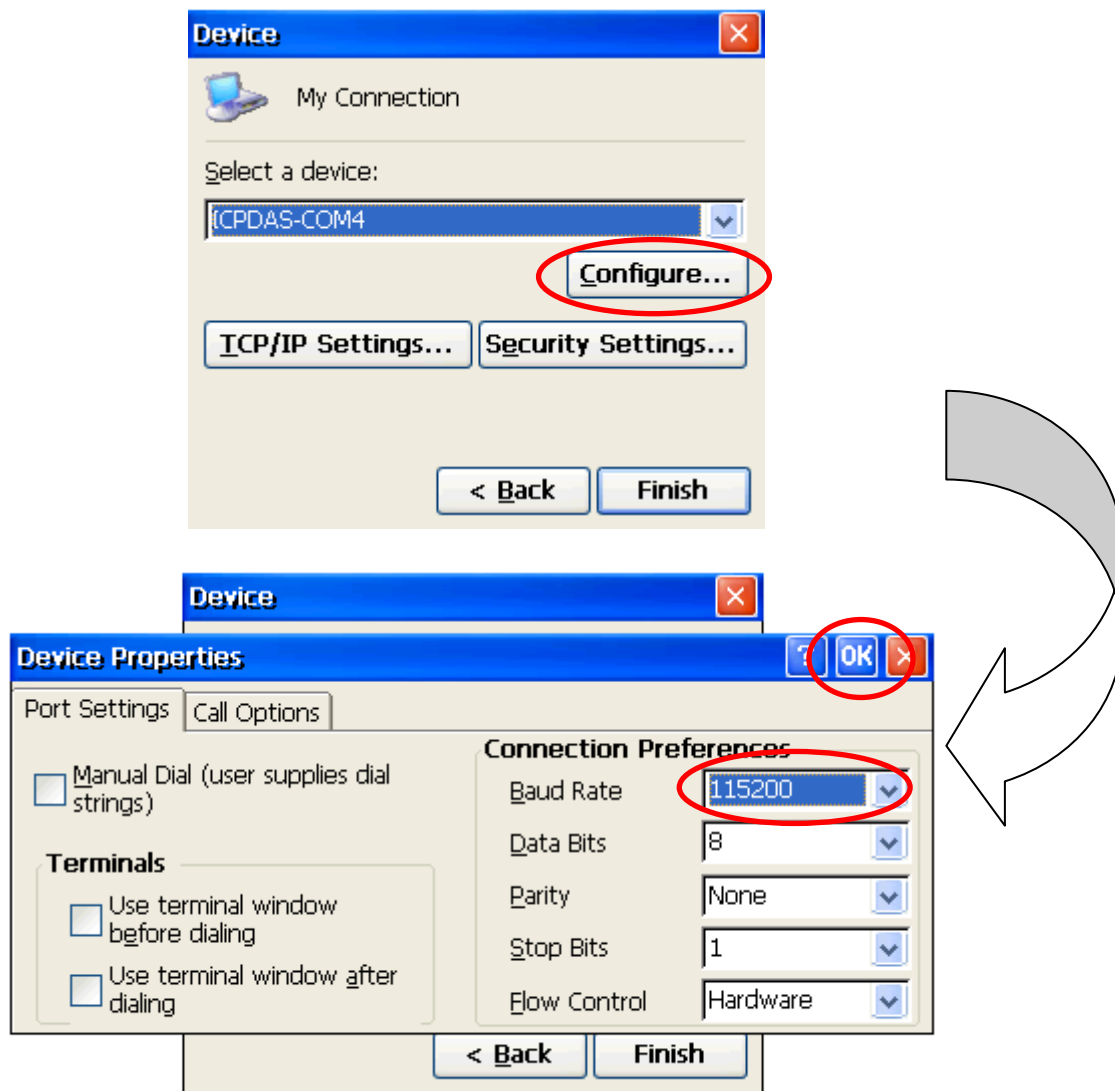 Device
My Connection
Select a device:
ICPDAS-COM4
Configure...
TCP/IP Settings...
Security Settings...
< Back
Finish
Device
Device Properties
? OK
Port Settings
Call Options
Manual Dial (user supplies dial
strings)
Terminals
Use terminal window
before dialing
Use terminal window after
dialing
Connection Preferences
Baud Rate
115200
Data Bits
8
Parity
None
Stop Bits
1
Flow Control
Hardware
< Back
Finish